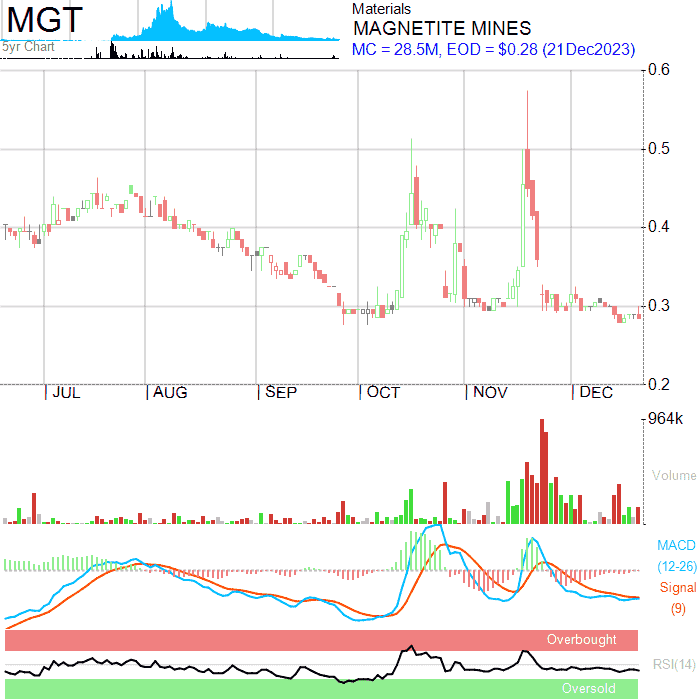 MGT
5yr Chart
Materials
MAGNETITE MINES
MC = 28.5M, EOD = $0.28 (21Dec2023)
0.6
0.5
0.4
0.3
0.2
JUL
AUG
SEP
OCT
NOV
DEC
964k
Volume
MACD
(12-26)
Signal
(9)
Overbought
RSI(14)
Oversold